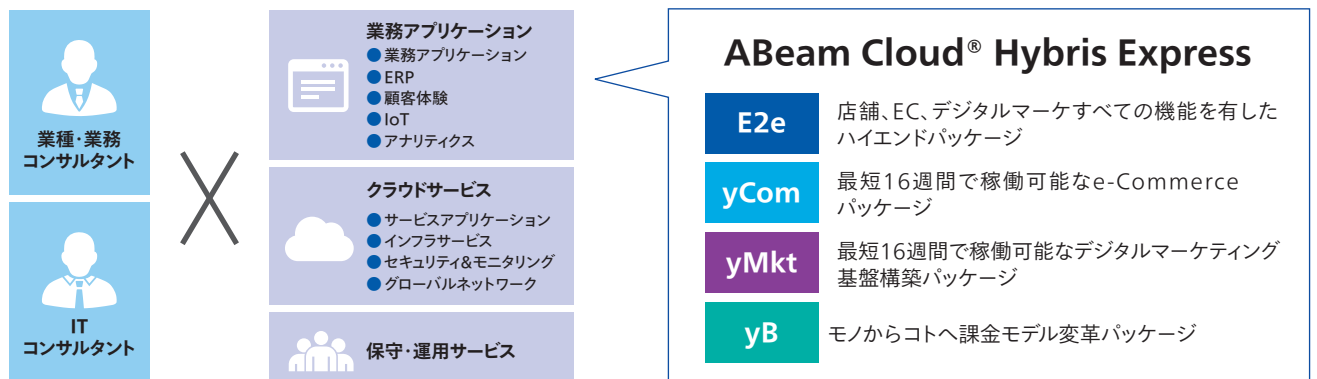 業種・業務
コンサルタント
IT
コンサルタント
業務アプリケーション
●業務アプリケーション
●ERP
●顧客体験
●IoT
●アナリティクス
クラウドサービス
●サービスアプリケーション
●インフラサービス
●セキュリティ&モニタリング
●グローバルネットワーク
保守・運用サービス
ABeam Cloud® Hybris Express
E2e
店舗、EC、デジタルマーケすべての機能を有した
ハイエンドパッケージ
yCom
最短16週間で稼働可能なe-Commerce
パッケージ
yMkt
最短16週間で稼働可能なデジタルマーケティング
基盤構築パッケージ
yB
モノからコトへ課金モデル変革パッケージ